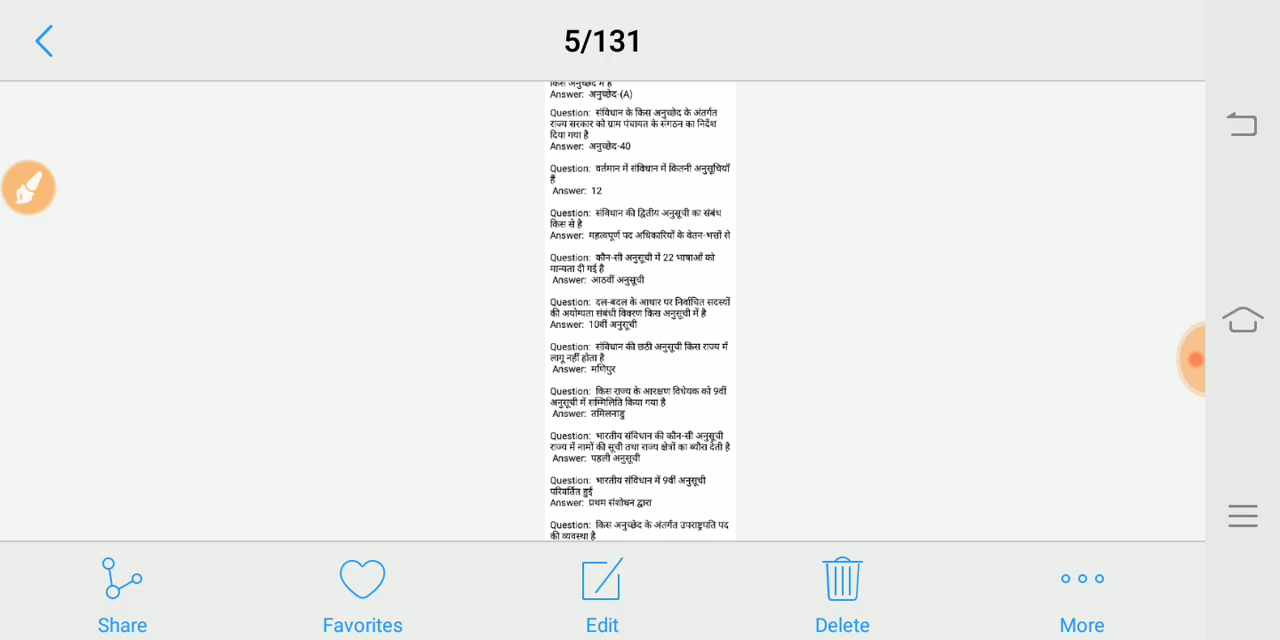 5/131
Answer: अनुच्छेद-(A)
Question: संविधान के किस अनुच्छेद के अंतर्गत
राज्य सरकार को ग्राम पंचायत के संगठन का निर्देश
दिया गया है
Answer: अनुच्छेद-40
Question: वर्तमान में संविधान में कितनी अनुसूचियाँ
हैं
Answer: 12
Question: संविधान की द्वितीय अनुसूची का संबंध
किस से है
Answer: महत्वपूर्ण पद अधिकारियों के वेतन-भत्तों से
Question: कौन-सी अनुसूची में 22 भाषाओं को
मान्यता दी गई है
Answer: आठवीं अनुसूची
Question: दल-बदल के आधार पर निर्वाचित सदस्यों
की अयोग्यता संबंधी विवरण किस अनुसूची में है
Answer: 10वीं अनुसूची
Question: संविधान की छठी अनुसूची किस राज्य में
लागू नहीं होता है
Answer: मणिपुर
Question: किस राज्य के आरक्षण विधेयक को 9वीं
अनुसूची में सम्मिलिति किया गया है
Answer: तमिलनाडु
Question: भारतीय संविधान की कौन-सी अनुसूची
राज्य में नामों की सूची तथा राज्य क्षेत्रों का ब्यौरा देती है
Answer: पहली अनुसूची
Question: भारतीय संविधान में 9वीं अनुसूची
परिवर्तित हुई
Answer: प्रथम संशोधन द्वारा
Question: किस अनुच्छेद के अंतर्गत उपराष्ट्रपति पद
की व्यवस्था है
Share Favorites Edit Delete More